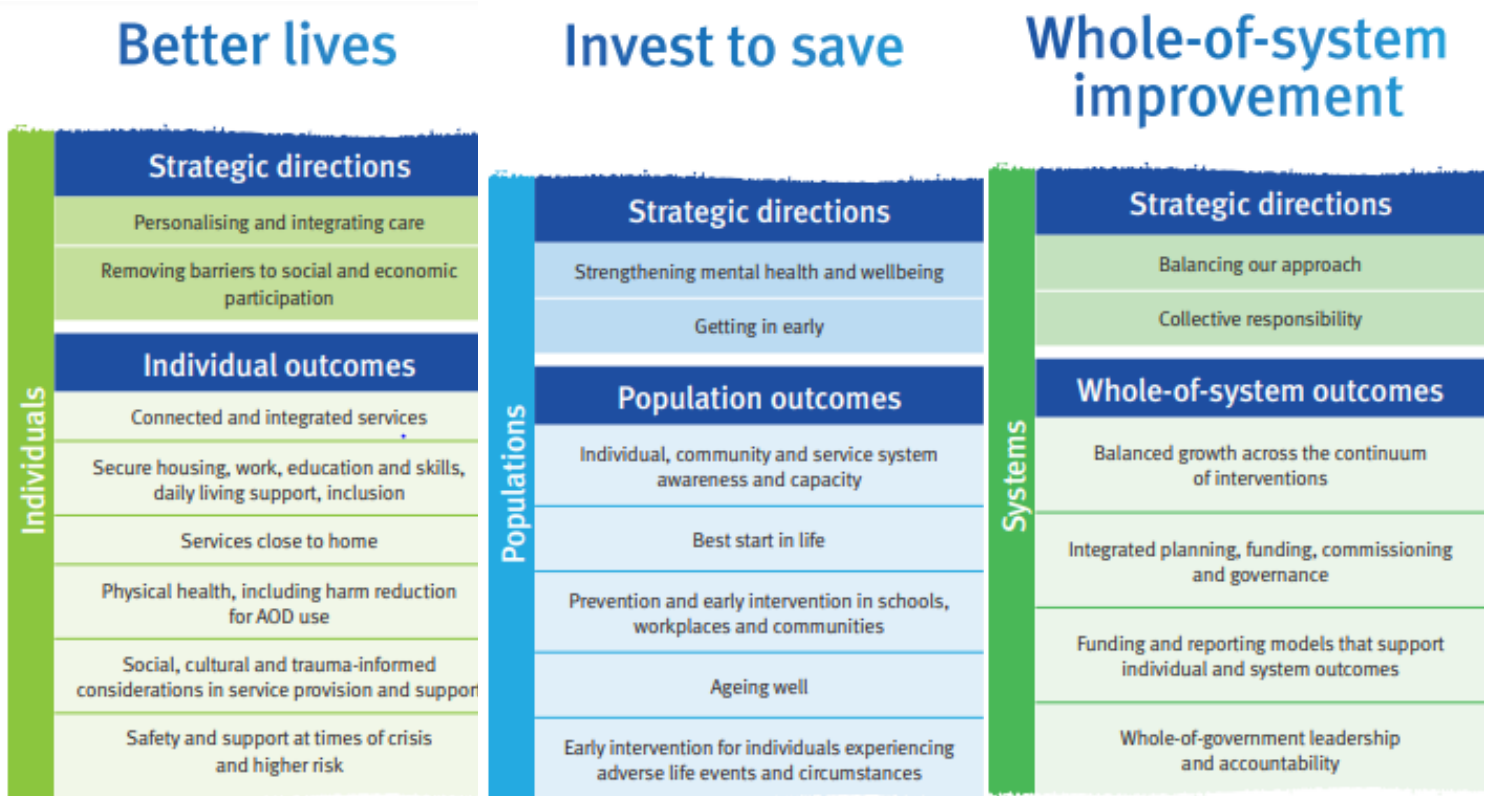 Better lives
Individuals
Strategic directions
Personalising and integrating care
Removing barriers to social and economic
participation
Individual outcomes
Connected and integrated services
Secure housing, work, education and skills,
daily living support, inclusion
Services close to home
Physical health, including harm reduction
for AOD use
Social, cultural and trauma-informed
considerations in service provision and support
Safety and support at times of crisis
and higher risk
Invest to save
Populations
Strategic directions
Strengthening mental health and wellbeing
Getting in early
Population outcomes
Individual, community and service system
awareness and capacity
Best start in life
Prevention and early intervention in schools,
workplaces and communities
Ageing well
Early intervention for individuals experiencing
adverse life events and circumstances
Whole-of-system
improvement
Systems
Strategic directions
Balancing our approach
Collective responsibility
Whole-of-system outcomes
Balanced growth across the continuum
of interventions
Integrated planning, funding, commissioning
and governance
Funding and reporting models that support
individual and system outcomes
Whole-of-government leadership
and accountability